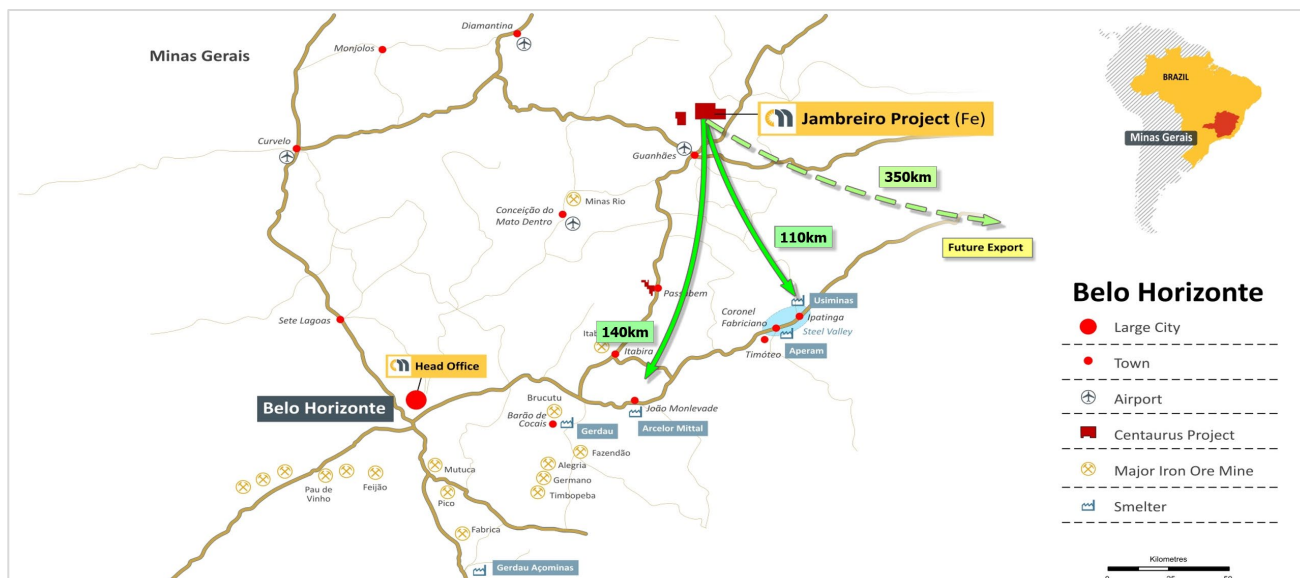 Minas Gerais
Diamantina
Monjolos
Curvelo
Jambreiro Project (Fe)
Guanhães
350km
Minas Rio
Conceição do
Mato Dentro
110km
Future Export
Passabem
Usiminas
Coronel
Fabriciano
Ipatinga
Steel Valley
Sete Lagoas
140km
Itabira
Timóteo
Aperam
Head Office
Belo Horizonte
Brucutu
João Monlevade
Barão de
Cocais
Gerdau
Arcelor Mittal
Fazendão
Mutuca
Alegria
Germano
Pau de
Vinho
Feijão
Pico
Timbopeba
Fabrica
Gerdau Açominas
BRAZIL
Minas Gerais
Belo Horizonte
Large City
Town
Airport
Centaurus Project
Major Iron Ore Mine
Smelter
Kilometres